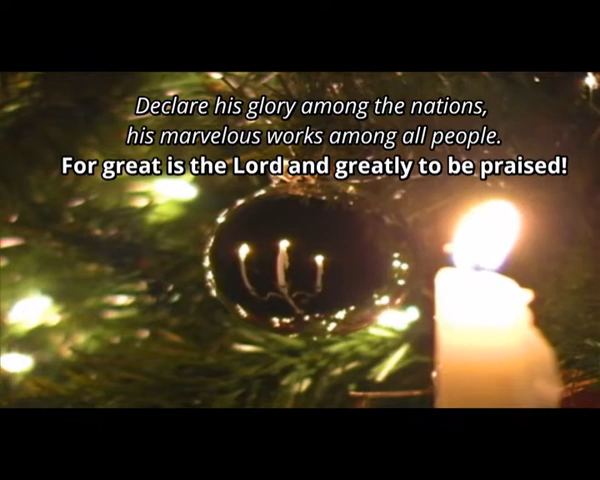 Declare his glory among the nations,
his marvelous works among all people.
For great is the Lord and greatly to be praised!